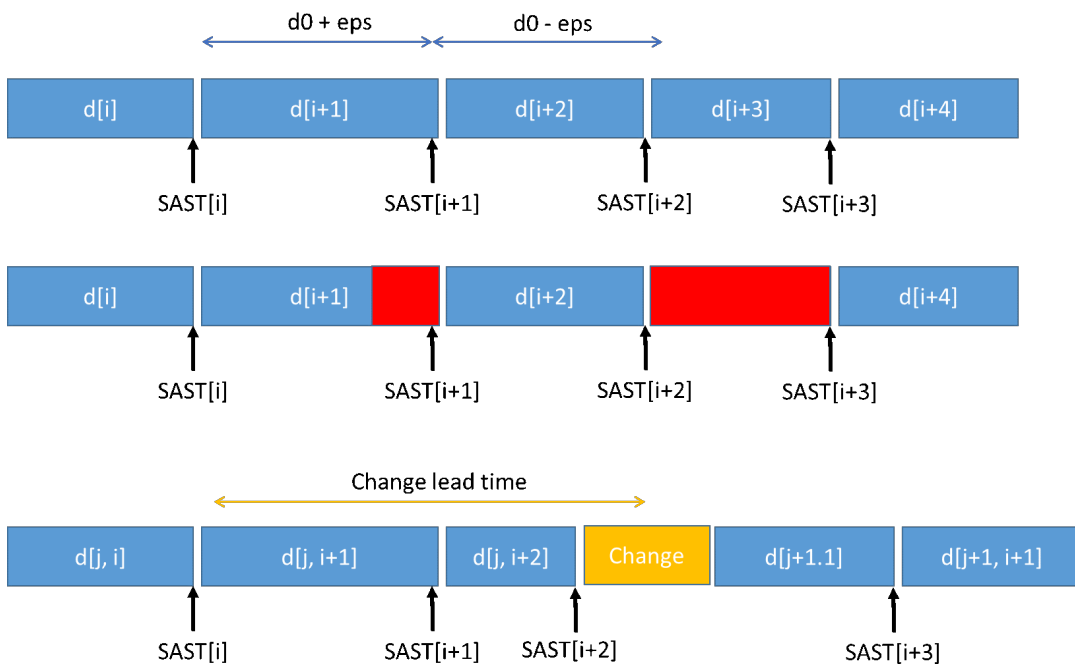 d0 + eps d0 - eps
d[i] d[i+1] d[i+2] d[i+3] d[i+4]
SAST[i] SAST[i+1] SAST[i+2] SAST[i+3]
d[i] d[i+1] d[i+2] d[i+4]
SAST[i] SAST[i+1] SAST[i+2] SAST[i+3]
Change lead time
d[j, i] d[j, i+1] d[j, i+2] Change d[j+1.1] d[j+1, i+1]
SAST[i] SAST[i+1] SAST[i+2] SAST[i+3]